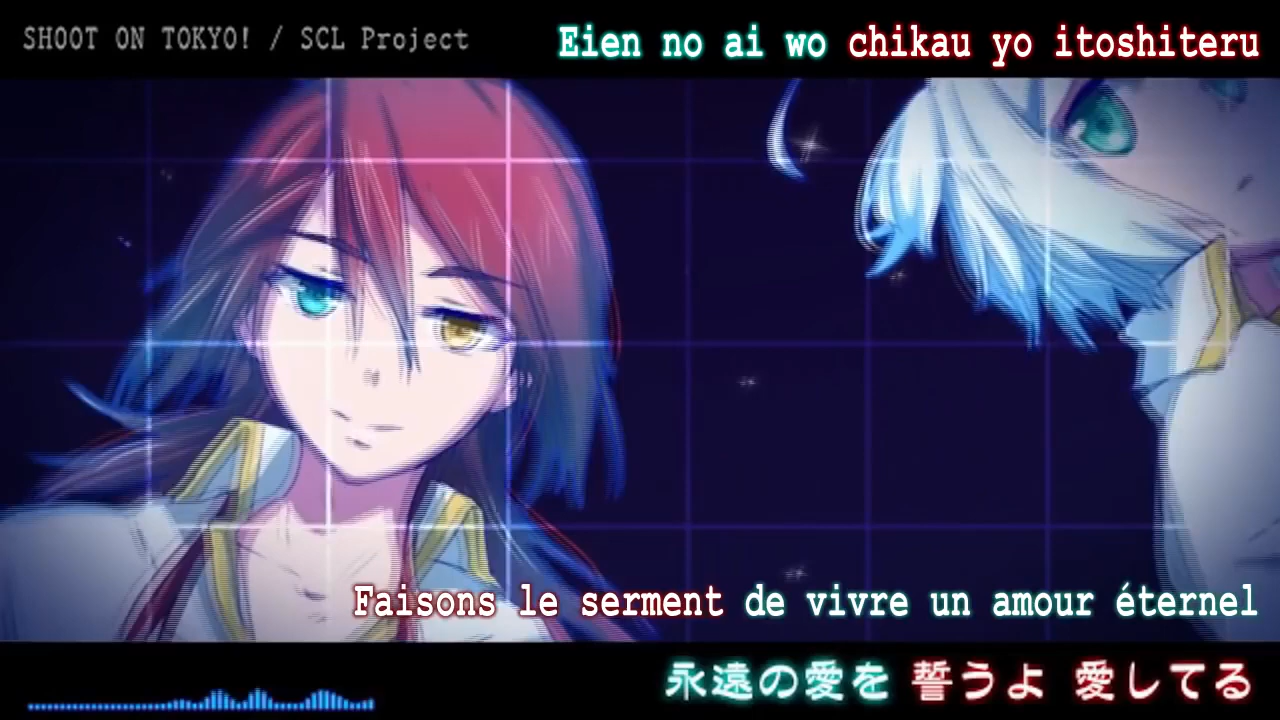 SHOOT ON TOKYO! / SCL Project
Eien no ai wo chikau yo itoshiteru
Faisons le serment de vivre un amour éternel
永遠の愛を 誓うよ 愛してる